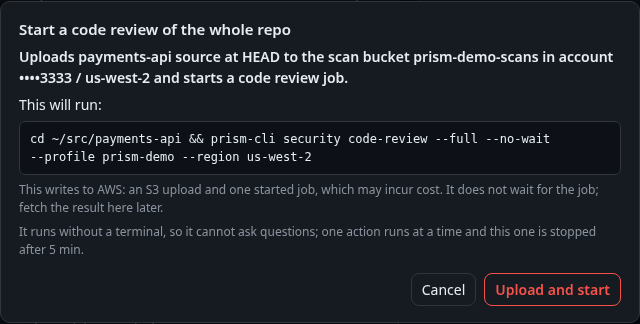 Start a code review of the whole repo
Uploads payments-api source at HEAD to the scan bucket prism-demo-scans in account
••••3333 / us-west-2 and starts a code review job.
This will run:
cd ~/src/payments-api && prism-cli security code-review --full --no-wait
--profile prism-demo --region us-west-2
This writes to AWS: an S3 upload and one started job, which may incur cost. It does not wait for the job;
fetch the result here later.
It runs without a terminal, so it cannot ask questions; one action runs at a time and this one is stopped
after 5 min.
Cancel
Upload and start